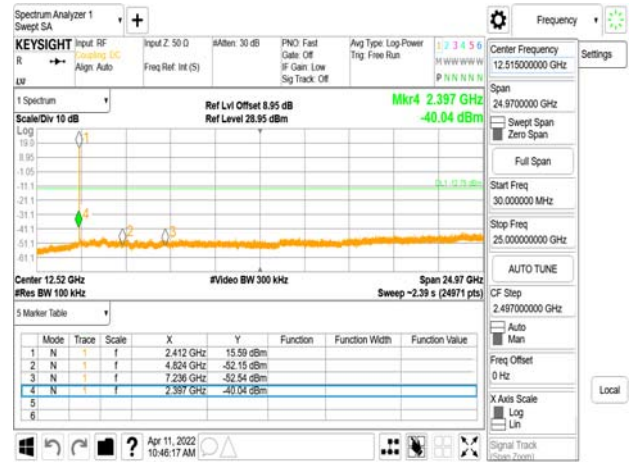 Spectrum Analyzer 1
Swept SA
Frequency
KEYSIGHT
R
LV
Input: RF
Coupling: DC
Align: Auto
Input Z: 50 Ω
Freq Ref: Int (S)
#Atten: 30 dB
PNO: Fast
Gate: Off
IF Gain: Low
Sig Track: Off
Avg Type: Log-Power
Trig: Free Run
1 2 3 4 5 6
M W W W W W
P N N N N N
1 Spectrum
Scale/Div 10 dB
Log
Ref Lvl Offset 8.95 dB
Ref Level 28.95 dBm
Mkr4 2.397 GHz
-40.04 dBm
19.0
8.95
-1.05
-11.1
-21.1
-31.1
-41.1
-51.1
-61.1
1
4
2
3
Center 12.52 GHz
#Res BW 100 kHz
#Video BW 300 kHz
Span 24.97 GHz
Sweep ~2.39 s (24971 pts)
5 Marker Table
Mode Trace Scale X Y Function Function Width Function Value
1 N 1 f 2.412 GHz 15.59 dBm
2 N 1 f 4.824 GHz -52.15 dBm
3 N 1 f 7.236 GHz -52.54 dBm
4 N 1 f 2.397 GHz -40.04 dBm
5
6
Apr 11, 2022
10:46:17 AM
Center Frequency
12.515000000 GHz
Settings
Span
24.9700000 GHz
Swept Span
Zero Span
Full Span
Start Freq
30.000000 MHz
Stop Freq
25.000000000 GHz
AUTO TUNE
CF Step
2.497000000 GHz
Auto
Man
Freq Offset
0 Hz
X Axis Scale
Log
Lin
Local
Signal Track
(Span Zoom)